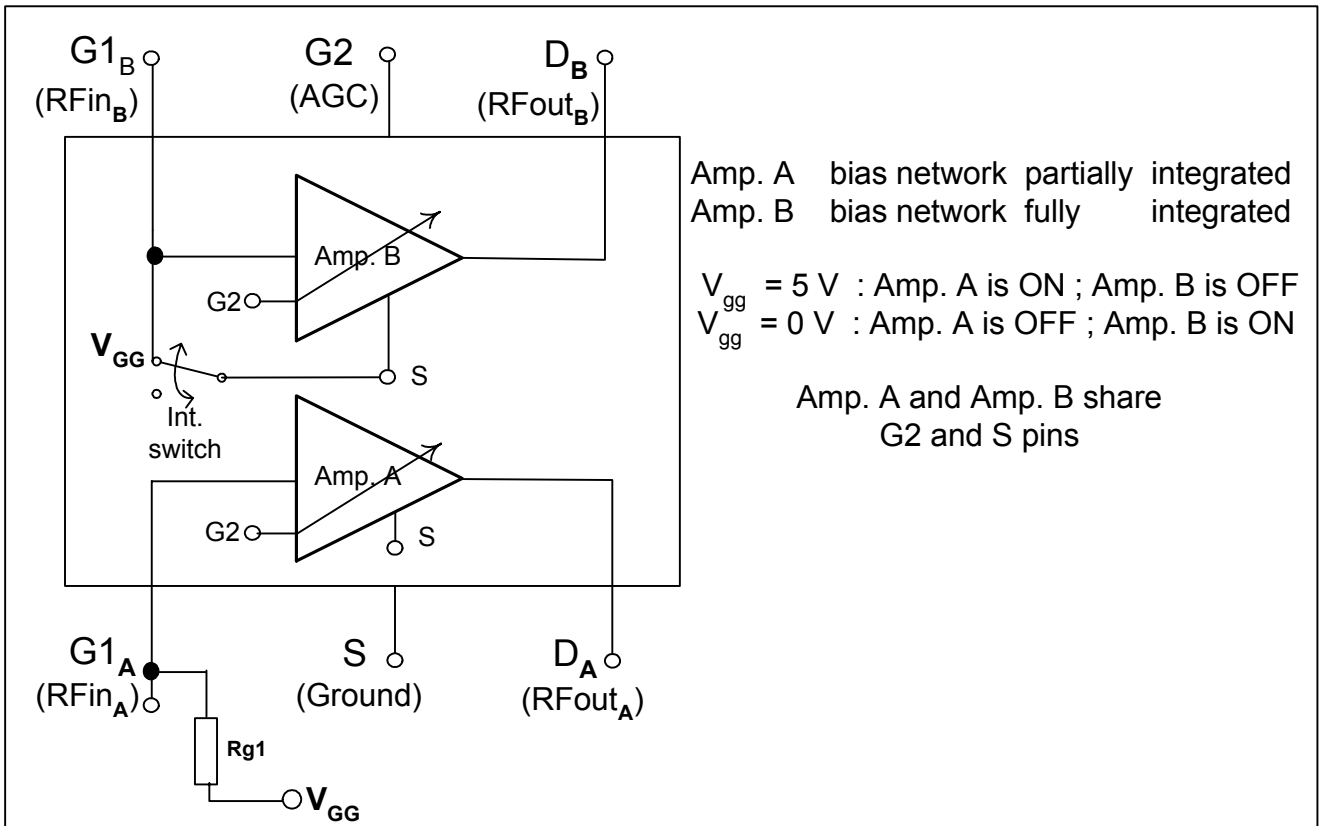 G1B G2 DB
(RFinB) (AGC) (RFoutB)
Amp. A bias network partially integrated
Amp. B bias network fully integrated
Amp. B
G2
Vgg = 5 V : Amp. A is ON ; Amp. B is OFF
Vgg = 0 V : Amp. A is OFF ; Amp. B is ON
VGG
S
Int.
switch
Amp. A and Amp. B share
G2 and S pins
Amp. A
G2
S
G1A S DA
(RFinA) (Ground) (RFoutA)
Rg1
VGG